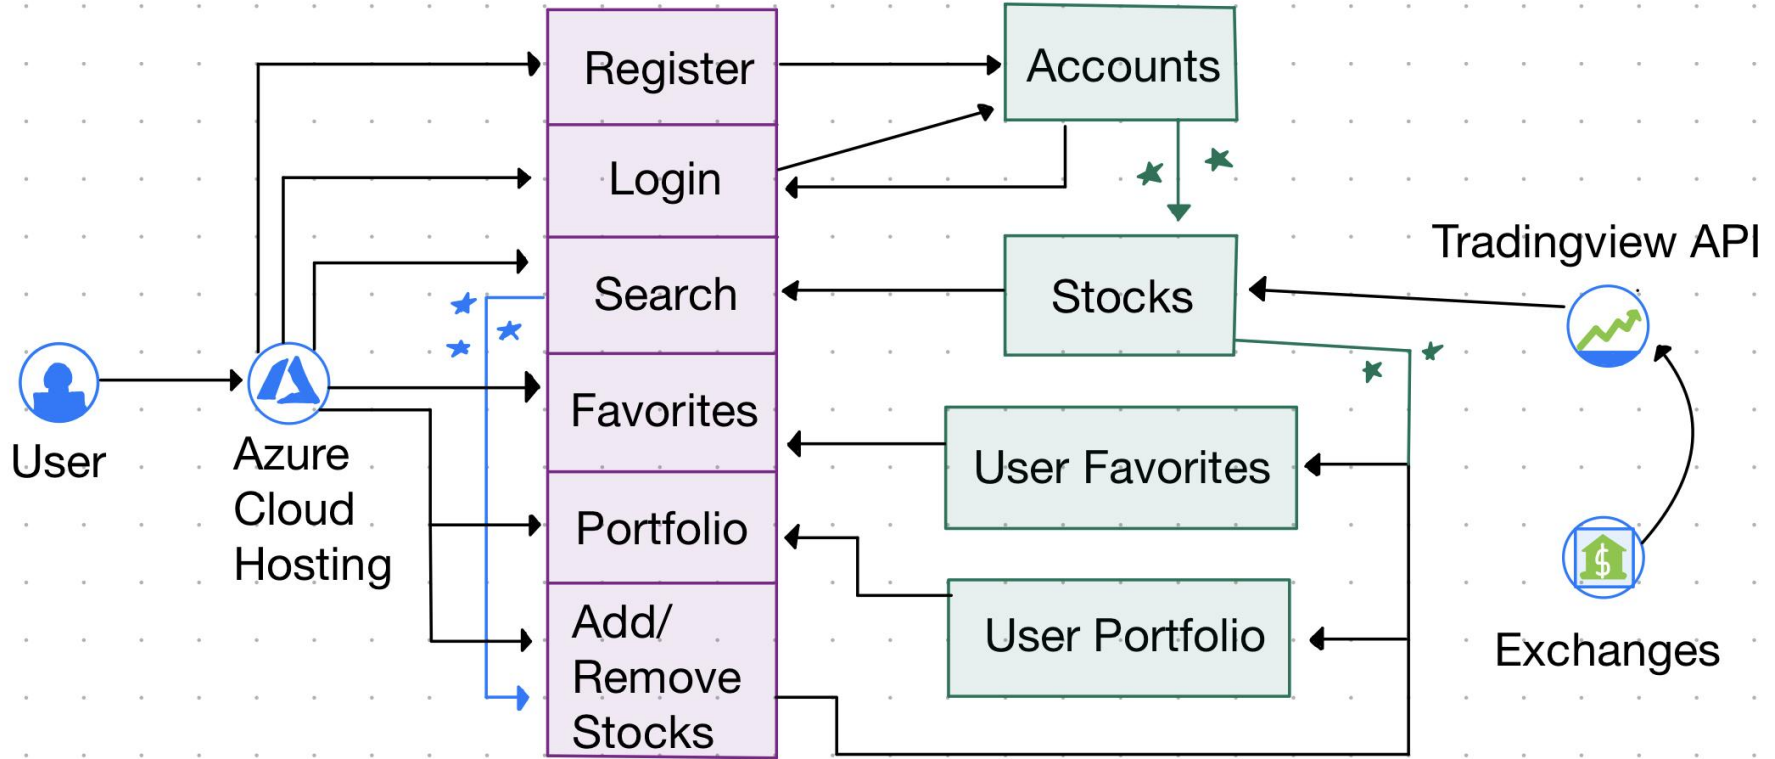 Register
Accounts
Login
Search
Stocks
Tradingview API
Favorites
User Favorites
User
Azure
Cloud
Hosting
Portfolio
User Portfolio
Exchanges
$
Add/
Remove
Stocks